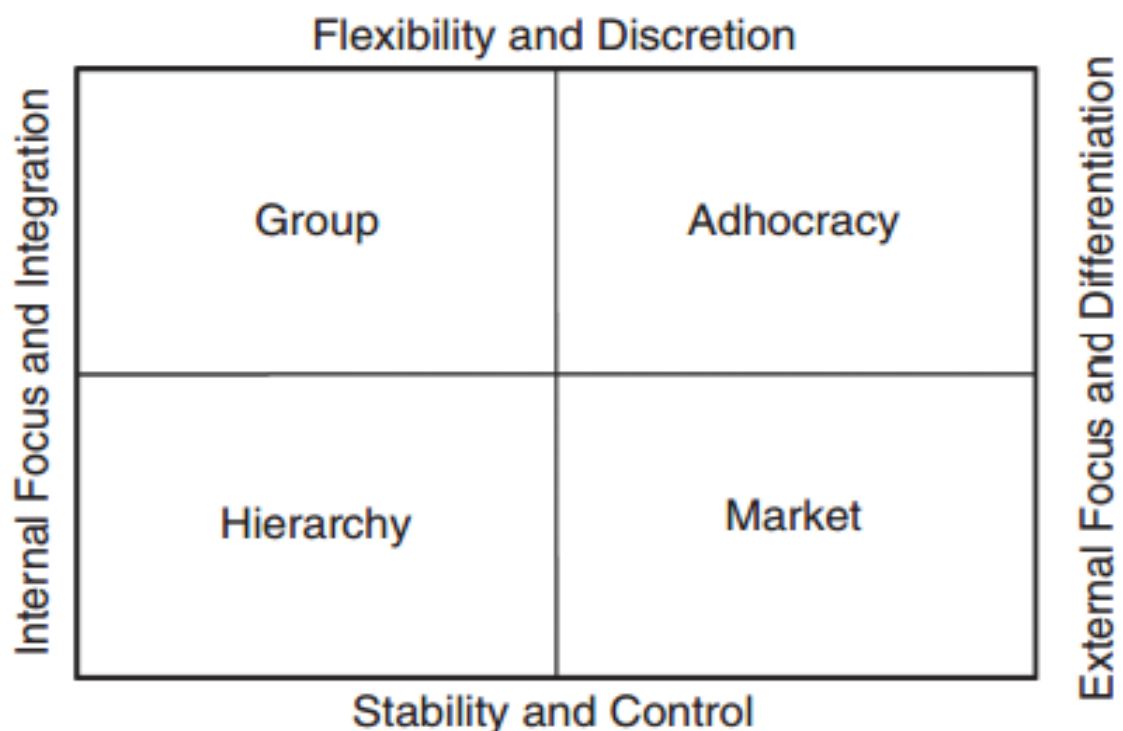 Flexibility and Discretion
Internal Focus and Integration
Group
Adhocracy
External Focus and Differentiation
Hierarchy
Market
Stability and Control